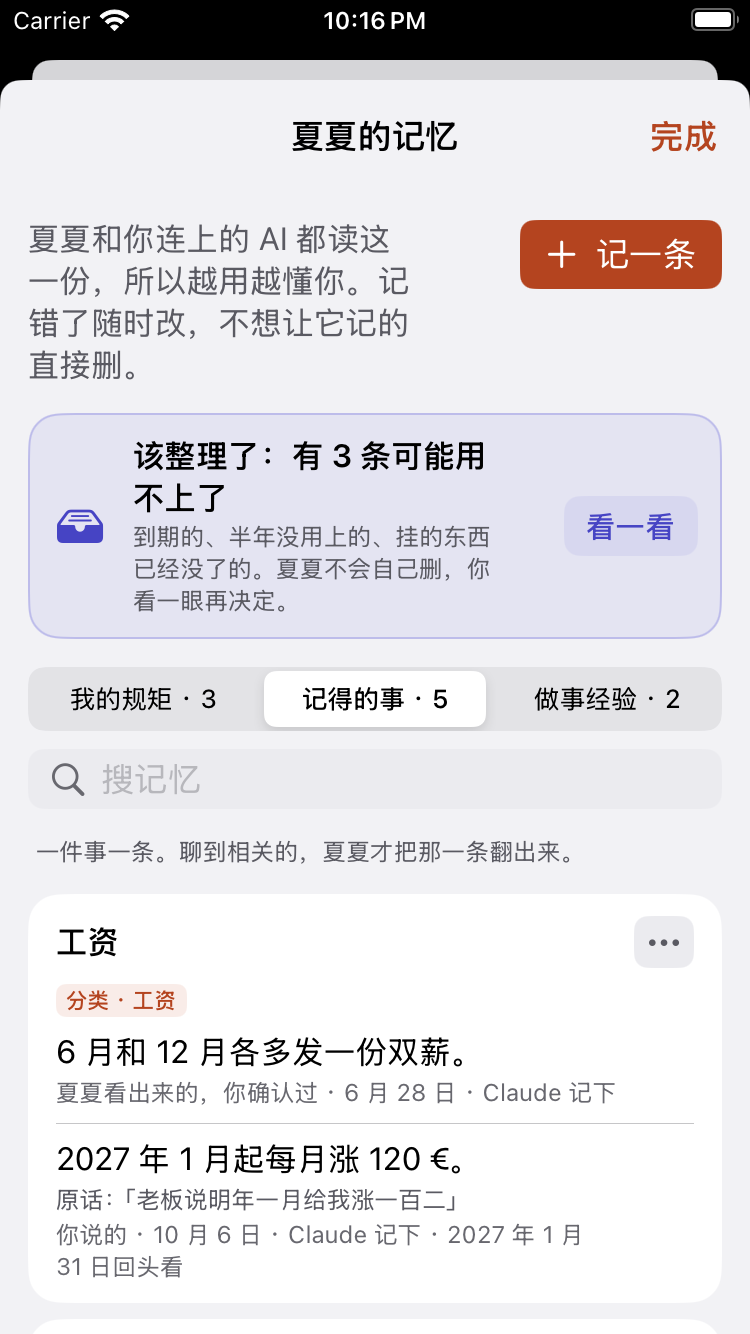 Carrier
10:16 PM
夏夏的记忆
完成
夏夏和你连上的 AI 都读这
一份，所以越用越懂你。记
错了随时改，不想让它记的
直接删。
记一条
该整理了：有 3 条可能用
不上了
到期的、半年没用上的、挂的东西
已经没了的。夏夏不会自己删，你
看一眼再决定。
看一看
我的规矩 · 3
记得的事 · 5
做事经验 · 2
搜记忆
一件事一条。聊到相关的，夏夏才把那一条翻出来。
工资
分类 · 工资
6 月和 12 月各多发一份双薪。
夏夏看出来的，你确认过 · 6 月 28 日 · Claude 记下
2027 年 1 月起每月涨 120 €。
原话：「老板说明年一月给我涨一百二」
你说的 · 10 月 6 日 · Claude 记下 · 2027 年 1 月
31 日回头看